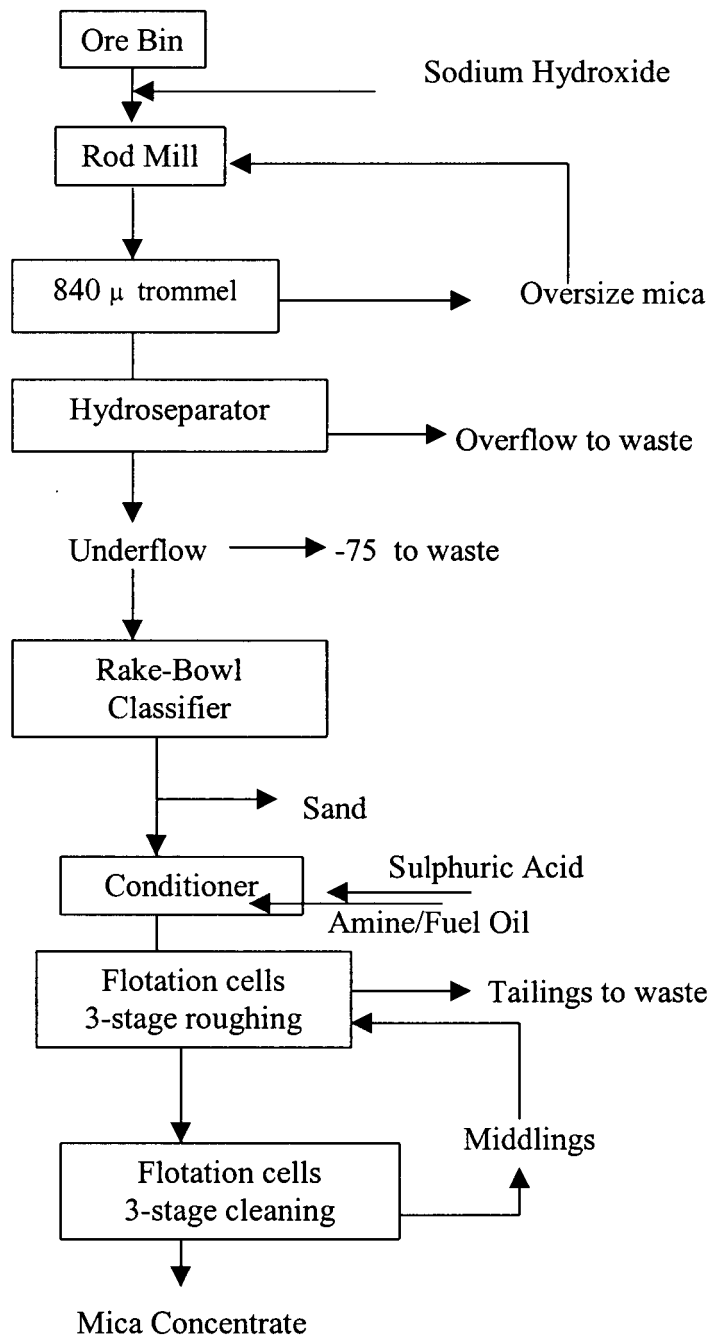 Ore Bin
Sodium Hydroxide
Rod Mill
840 μ trommel
Oversize mica
Hydroseparator
Overflow to waste
Underflow
-75 to waste
Rake-Bowl
Classifier
Sand
Conditioner
Sulphuric Acid
Amine/Fuel Oil
Flotation cells
3-stage roughing
Tailings to waste
Middlings
Flotation cells
3-stage cleaning
Mica Concentrate